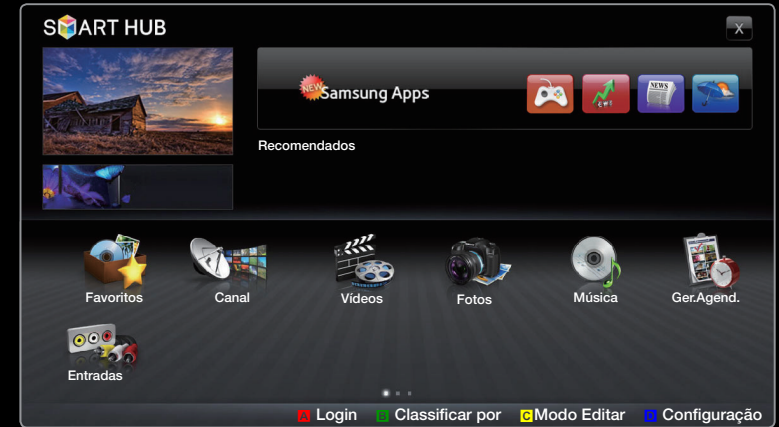 SMART HUB
X
NEW
Samsung Apps
NEWS
Recomendados
Favoritos
Canal
Vídeos
Fotos
Música
Ger.Agend.
Entradas
A Login
B Classificar por
C Modo Editar
D Configuração